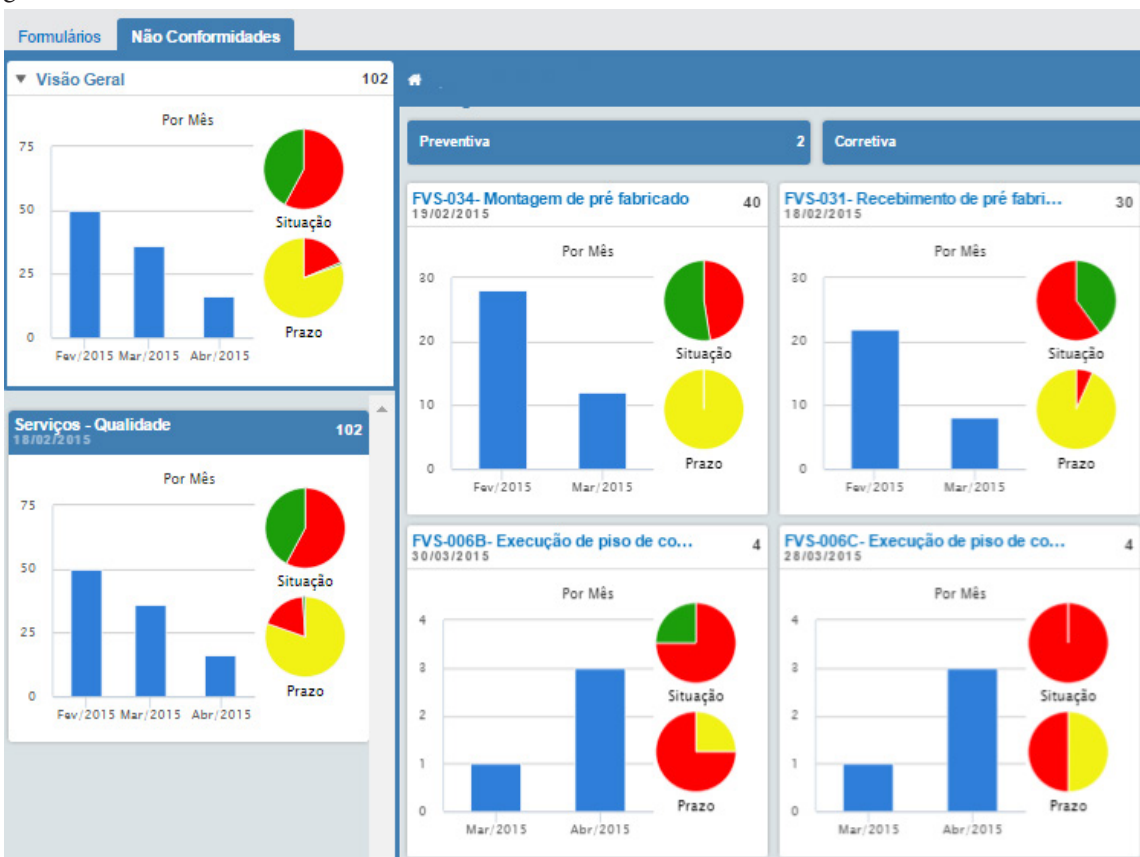 Formulários Não Conformidades
Visão Geral 102
Por Mês
75
50
25
0
Fev/2015 Mar/2015 Abr/2015
Situação
Prazo
Serviços - Qualidade 102
18/02/2015
Por Mês
75
50
25
0
Fev/2015 Mar/2015 Abr/2015
Situação
Prazo
Preventiva 2 Corretiva
FVS-034- Montagem de pré fabricado 40
19/02/2015
Por Mês
30
20
10
0
Fev/2015 Mar/2015
Situação
Prazo
FVS-031- Recebimento de pré fabri... 30
18/02/2015
Por Mês
30
20
10
0
Fev/2015 Mar/2015
Situação
Prazo
FVS-006B- Execução de piso de co... 4
30/03/2015
Por Mês
4
3
2
1
0
Mar/2015 Abr/2015
Situação
Prazo
FVS-006C- Execução de piso de co... 4
28/03/2015
Por Mês
4
3
2
1
0
Mar/2015 Abr/2015
Situação
Prazo